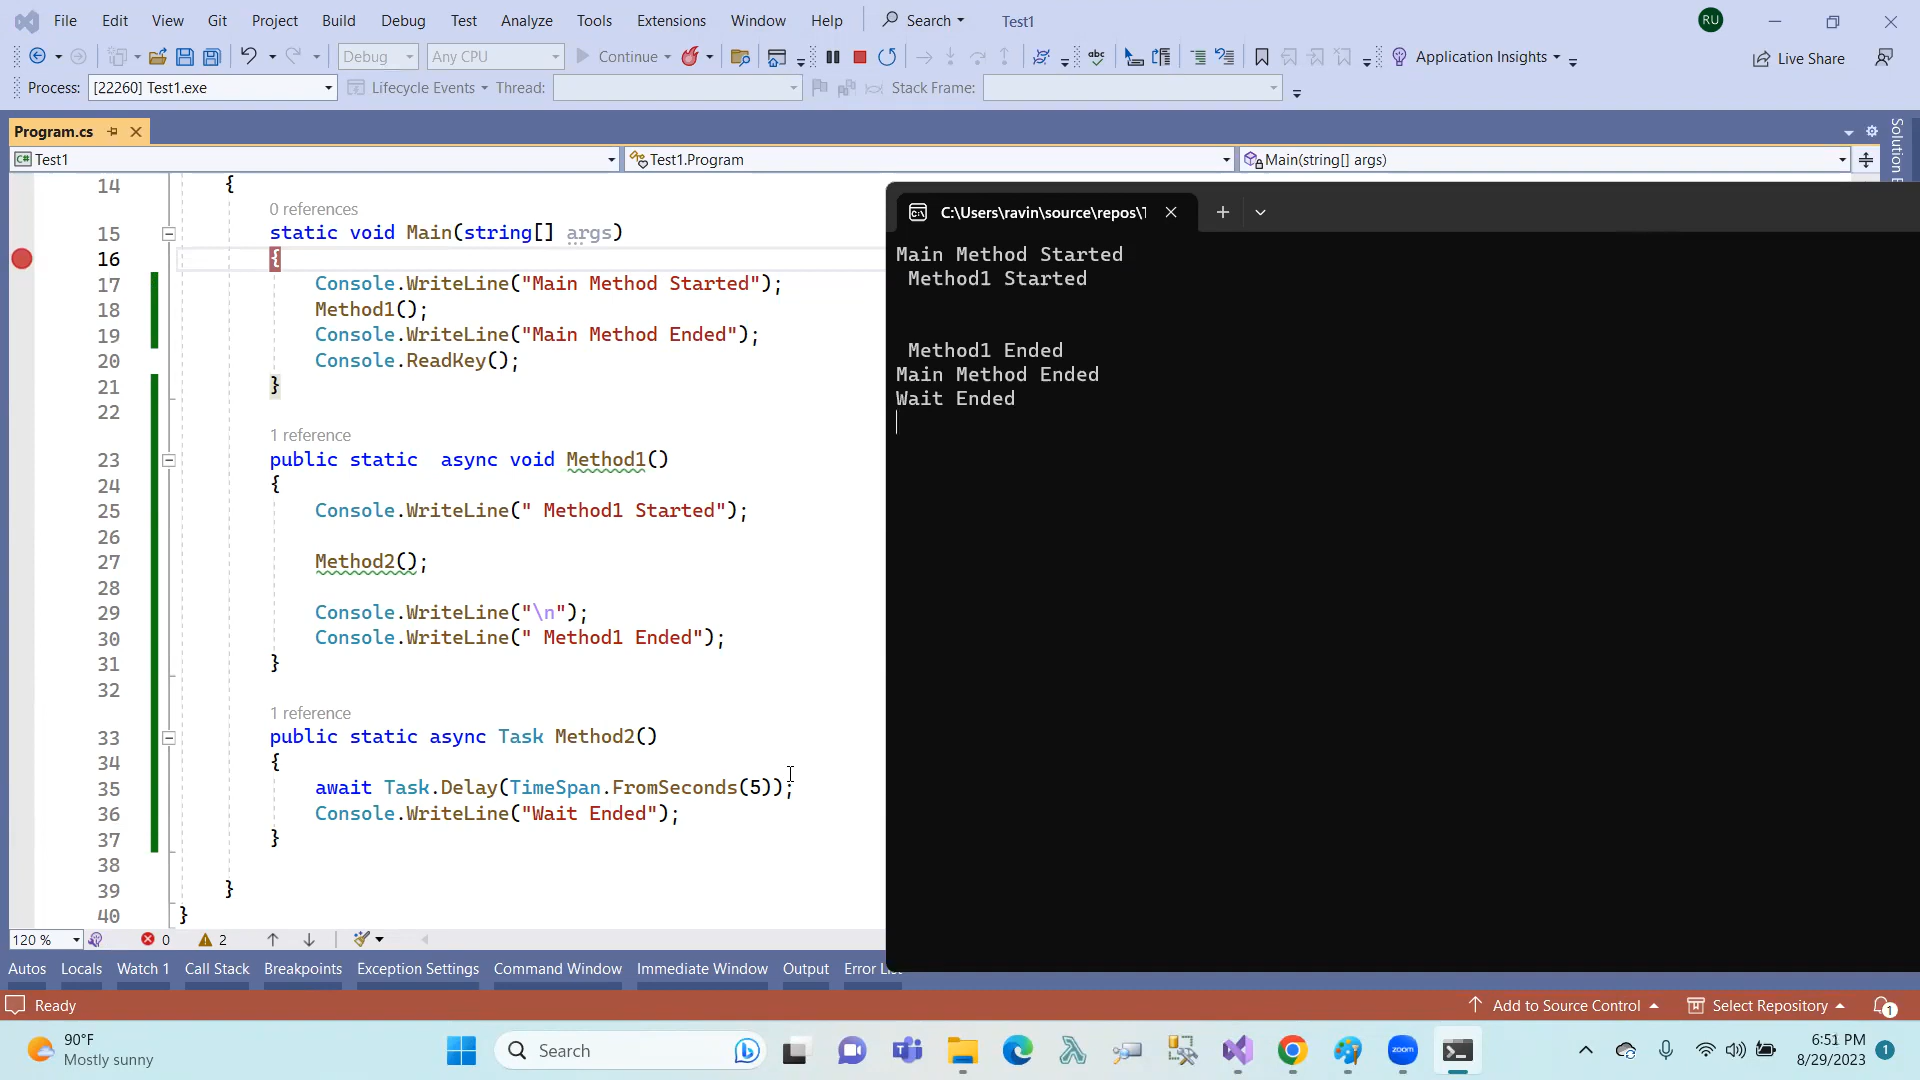 File Edit View Git Project Build Debug Test Analyze Tools Extensions Window Help Search Test1 RU
Debug Any CPU Continue abc Application Insights Live Share
Process: [22260] Test1.exe Lifecycle Events Thread: Stack Frame:
Program.cs
C# Test1 Test1.Program Main(string[] args)
Solution E
14 {
0 references
15 static void Main(string[] args)
16 {
17 Console.WriteLine("Main Method Started");
18 Method1();
19 Console.WriteLine("Main Method Ended");
20 Console.ReadKey();
21 }
22
1 reference
23 public static  async void Method1()
24 {
25 Console.WriteLine(" Method1 Started");
26
27 Method2();
28
29 Console.WriteLine("\n");
30 Console.WriteLine(" Method1 Ended");
31 }
32
1 reference
33 public static async Task Method2()
34 {
35 await Task.Delay(TimeSpan.FromSeconds(5));
36 Console.WriteLine("Wait Ended");
37 }
38
39 }
40 }
C:\Users\ravin\source\repos\T
Main Method Started
Method1 Started
Method1 Ended
Main Method Ended
Wait Ended
120 % 0 2
Autos Locals Watch 1 Call Stack Breakpoints Exception Settings Command Window Immediate Window Output Error Lis
Ready Add to Source Control Select Repository 1
90°F
Mostly sunny
Search
zoom
6:51 PM
8/29/2023
1